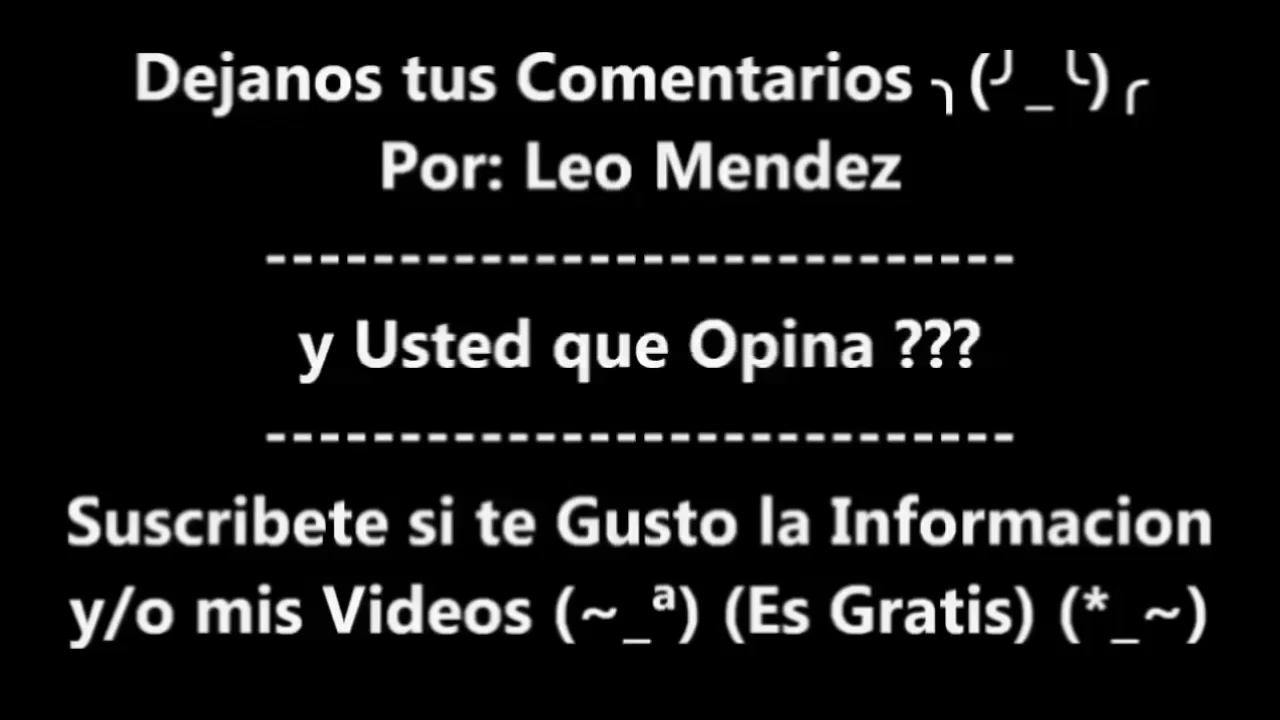 Dejanos tus Comentarios ╮(╯_╰)╭
Por: Leo Mendez
----------------------------
y Usted que Opina ???
----------------------------
Suscribete si te Gusto la Informacion
y/o mis Videos (~_ª) (Es Gratis) (*_~)